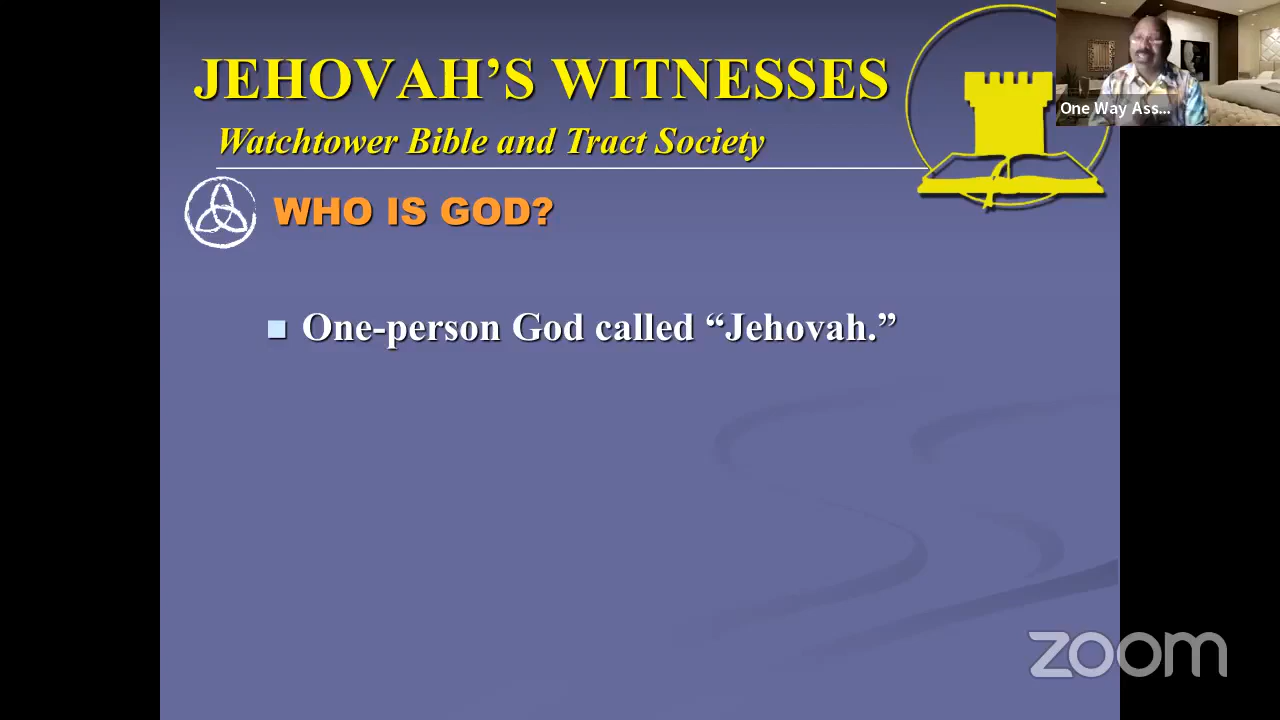 JEHOVAH’S WITNESSES
Watchtower Bible and Tract Society
One Way Ass...
WHO IS GOD?
One-person God called “Jehovah.”
zoom